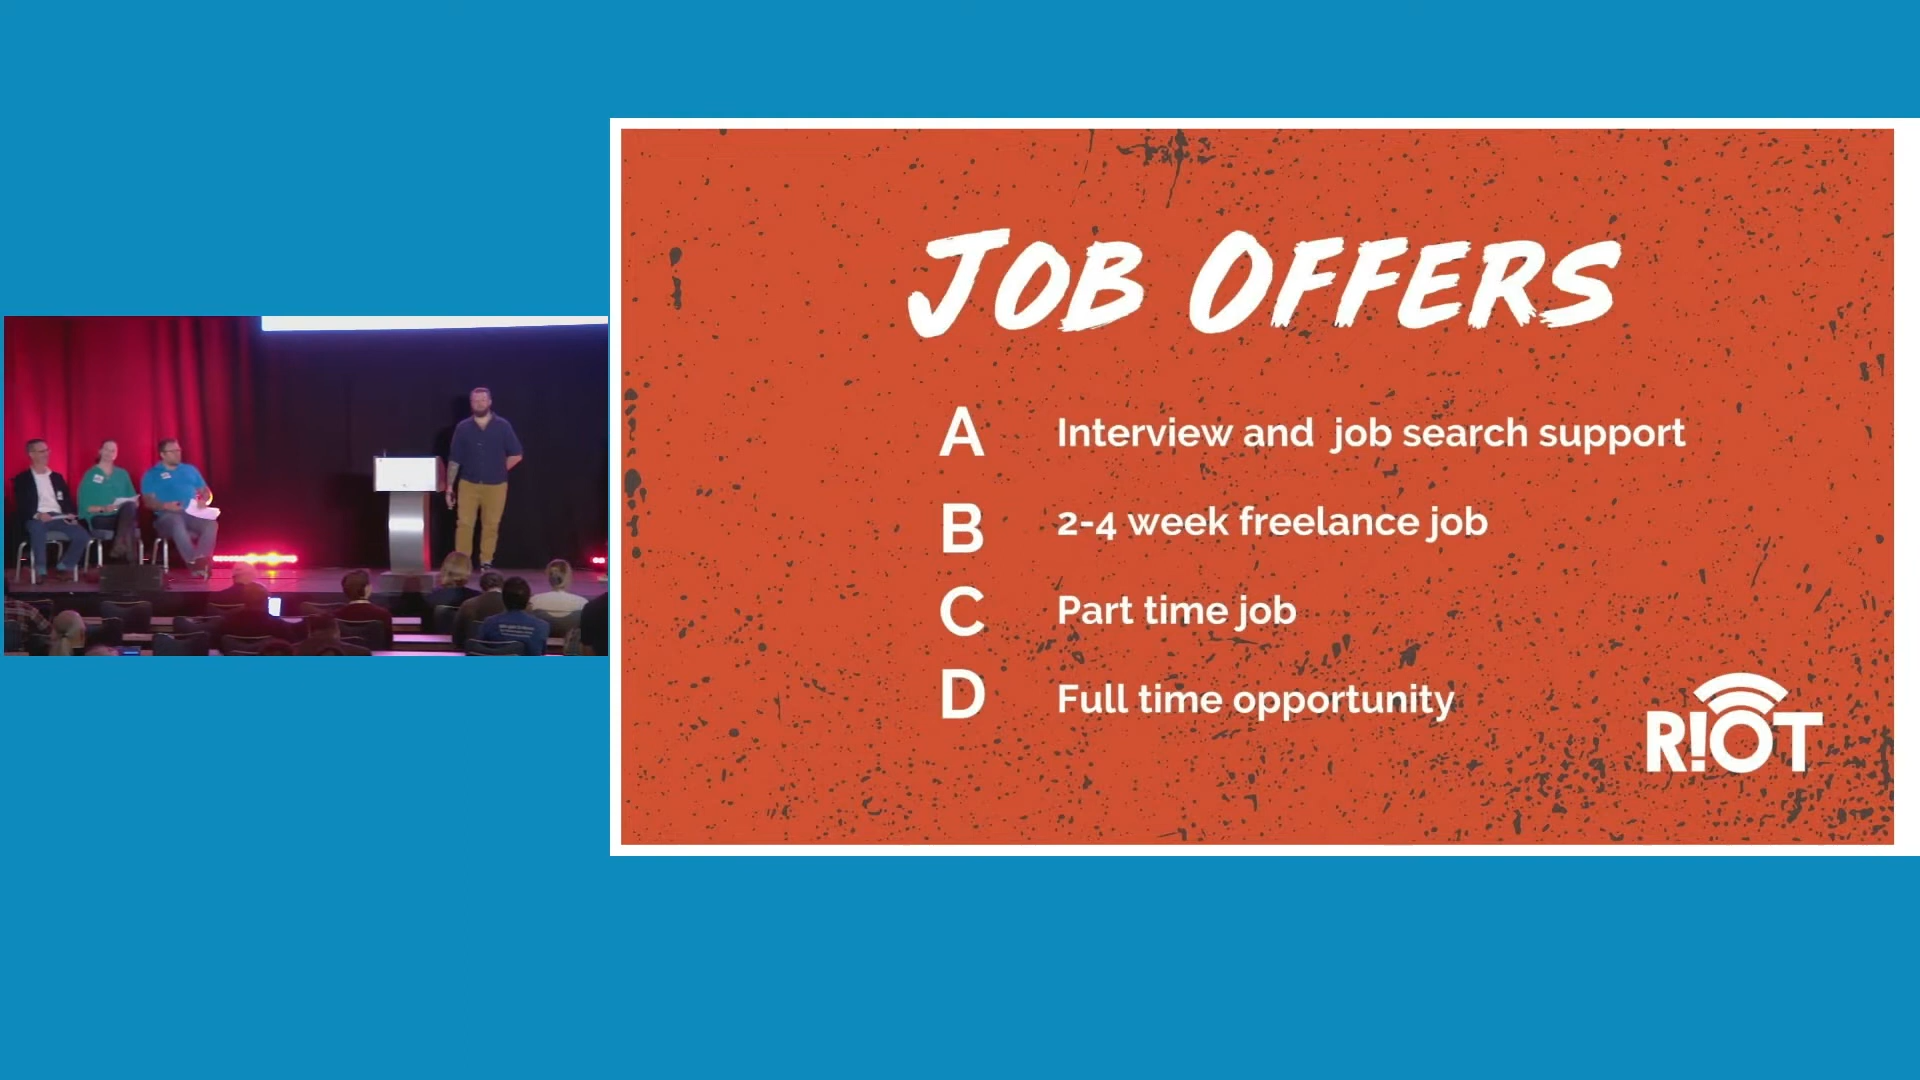 JOB OFFERS
A Interview and job search support
B 2-4 week freelance job
C Part time job
D Full time opportunity
R!OT